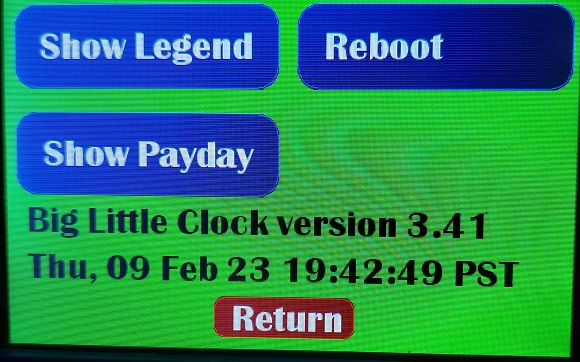 Show Legend
Reboot
Show Payday
Big Little Clock version 3.41
Thu, 09 Feb 23 19:42:49 PST
Return